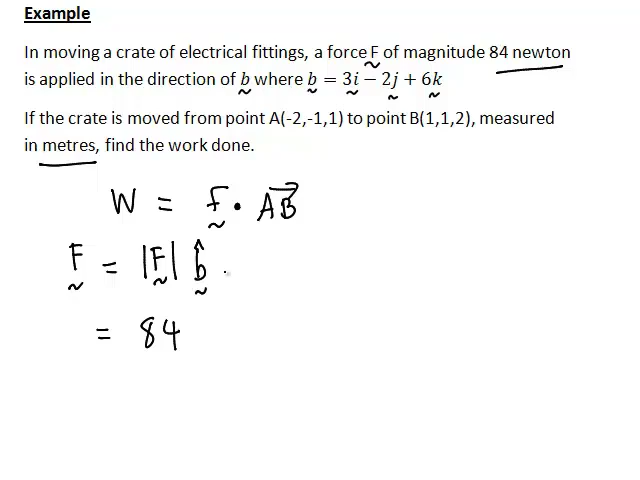 Example
In moving a crate of electrical fittings, a force F of magnitude 84 newton
is applied in the direction of b where b = 3i − 2j + 6k
If the crate is moved from point A(-2,-1,1) to point B(1,1,2), measured
in metres, find the work done.
W = F • AB
F = |F| b̂
= 84